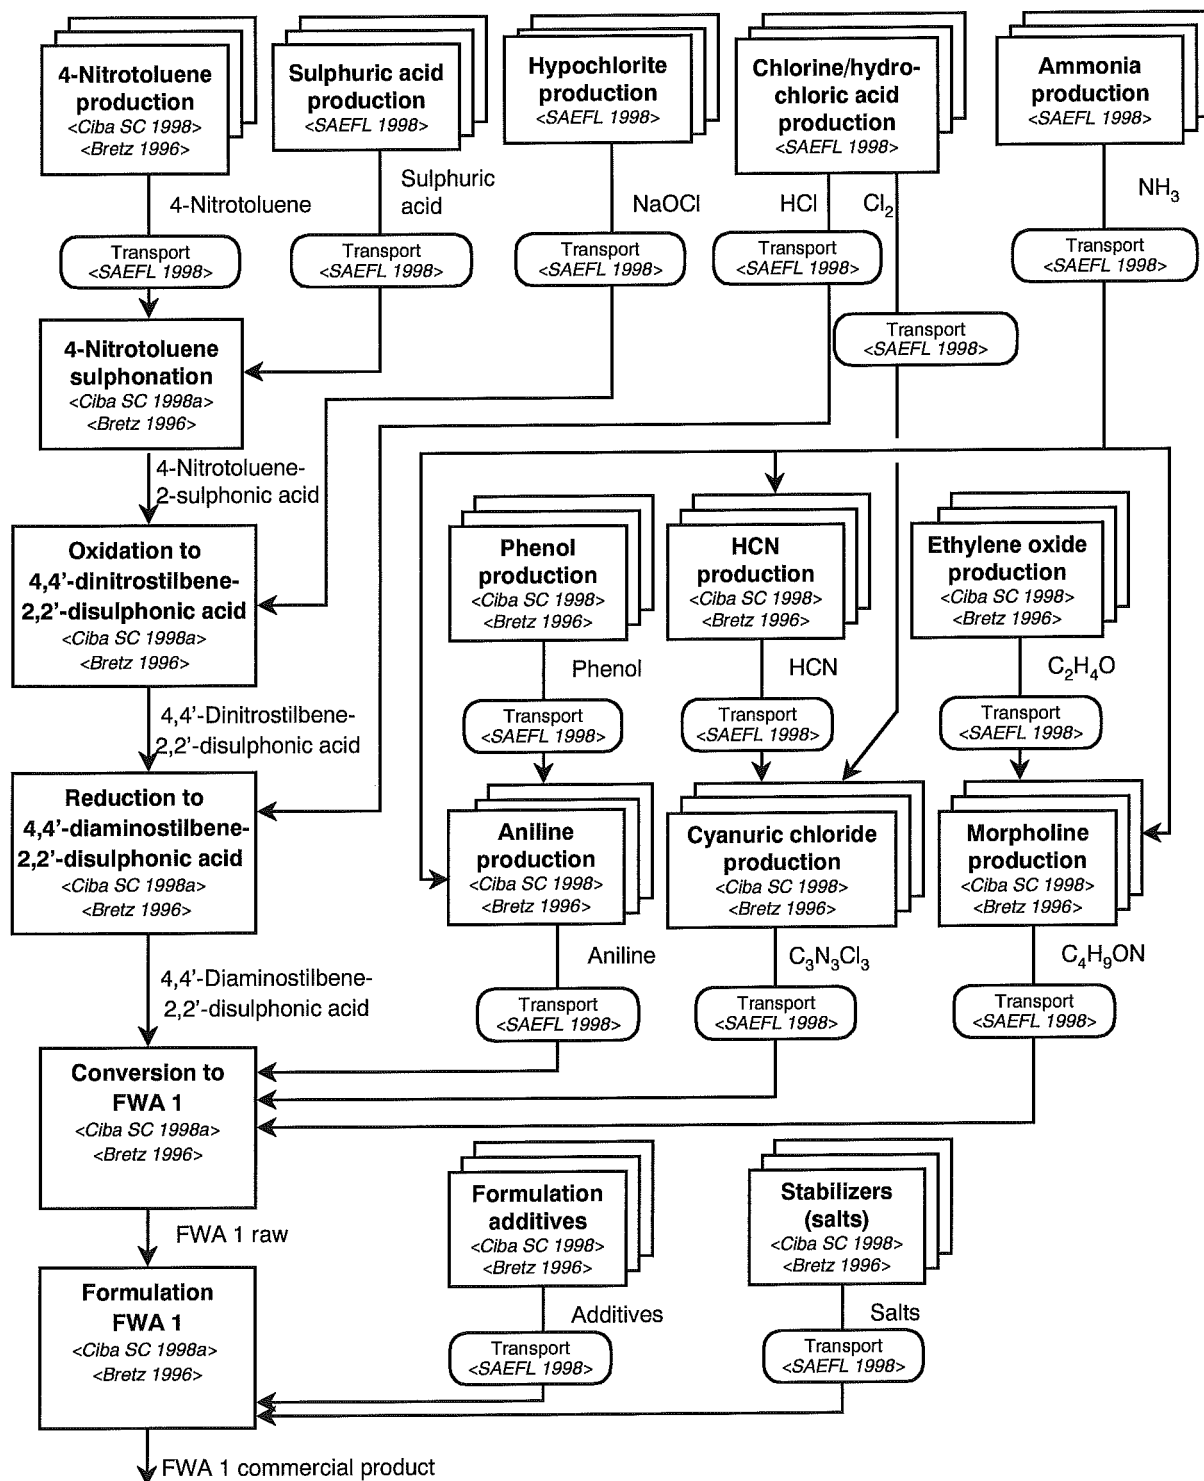 4-Nitrotoluene
production
<Ciba SC 1998>
<Bretz 1996>
Sulphuric acid
production
<SAEFL 1998>
Hypochlorite
production
<SAEFL 1998>
Chlorine/hydro-
chloric acid
production
<SAEFL 1998>
Ammonia
production
<SAEFL 1998>
4-Nitrotoluene
Sulphuric
acid
NaOCl
HCl
Cl₂
NH₃
Transport
<SAEFL 1998>
Transport
<SAEFL 1998>
Transport
<SAEFL 1998>
Transport
<SAEFL 1998>
Transport
<SAEFL 1998>
Transport
<SAEFL 1998>
4-Nitrotoluene
sulphonation
<Ciba SC 1998a>
<Bretz 1996>
4-Nitrotoluene-
2-sulphonic acid
Oxidation to
4,4'-dinitrostilbene-
2,2'-disulphonic acid
<Ciba SC 1998a>
<Bretz 1996>
Phenol
production
<Ciba SC 1998>
<Bretz 1996>
HCN
production
<Ciba SC 1998>
<Bretz 1996>
Ethylene oxide
production
<Ciba SC 1998>
<Bretz 1996>
Phenol
HCN
C₂H₄O
4,4'-Dinitrostilbene-
2,2'-disulphonic acid
Transport
<SAEFL 1998>
Transport
<SAEFL 1998>
Transport
<SAEFL 1998>
Reduction to
4,4'-diaminostilbene-
2,2'-disulphonic acid
<Ciba SC 1998a>
<Bretz 1996>
Aniline
production
<Ciba SC 1998>
<Bretz 1996>
Cyanuric chloride
production
<Ciba SC 1998>
<Bretz 1996>
Morpholine
production
<Ciba SC 1998>
<Bretz 1996>
4,4'-Diaminostilbene-
2,2'-disulphonic acid
Aniline
C₃N₃Cl₃
C₄H₉ON
Transport
<SAEFL 1998>
Transport
<SAEFL 1998>
Transport
<SAEFL 1998>
Conversion to
FWA 1
<Ciba SC 1998a>
<Bretz 1996>
Formulation
additives
<Ciba SC 1998>
<Bretz 1996>
Stabilizers
(salts)
<Ciba SC 1998>
<Bretz 1996>
FWA 1 raw
Additives
Salts
Transport
<SAEFL 1998>
Transport
<SAEFL 1998>
Formulation
FWA 1
<Ciba SC 1998a>
<Bretz 1996>
FWA 1 commercial product